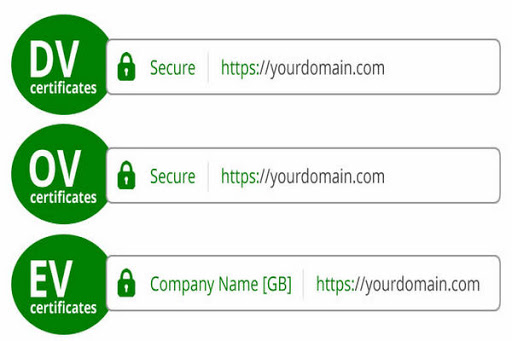 DV
certificates
Secure
https://yourdomain.com
OV
certificates
Secure
https://yourdomain.com
EV
certificates
Company Name [GB]
https://yourdomain.com